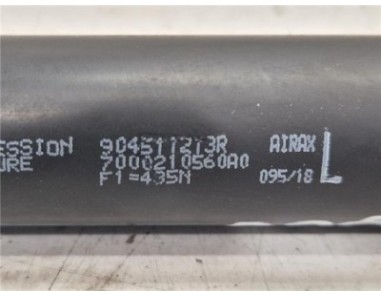 ESSION 904511213R AIRAX
URE 7000210560A0 095/18 L
F1=435N